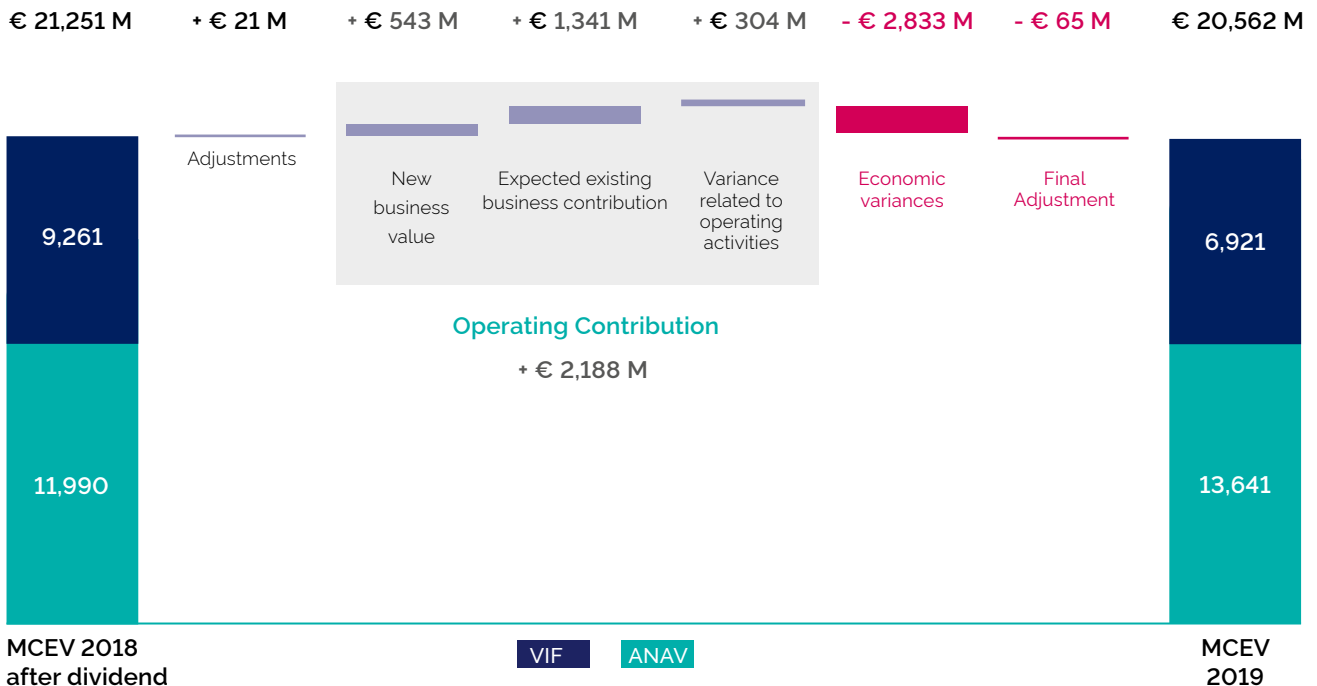 € 21,251 M + € 21 M + € 543 M + € 1,341 M + € 304 M - € 2,833 M - € 65 M € 20,562 M
Adjustments
New
business
value
Expected existing
business contribution
Variance
related to
operating
activities
Economic
variances
Final
Adjustment
9,261
6,921
Operating Contribution
+ € 2,188 M
11,990
13,641
MCEV 2018
after dividend
VIF
ANAV
MCEV
2019